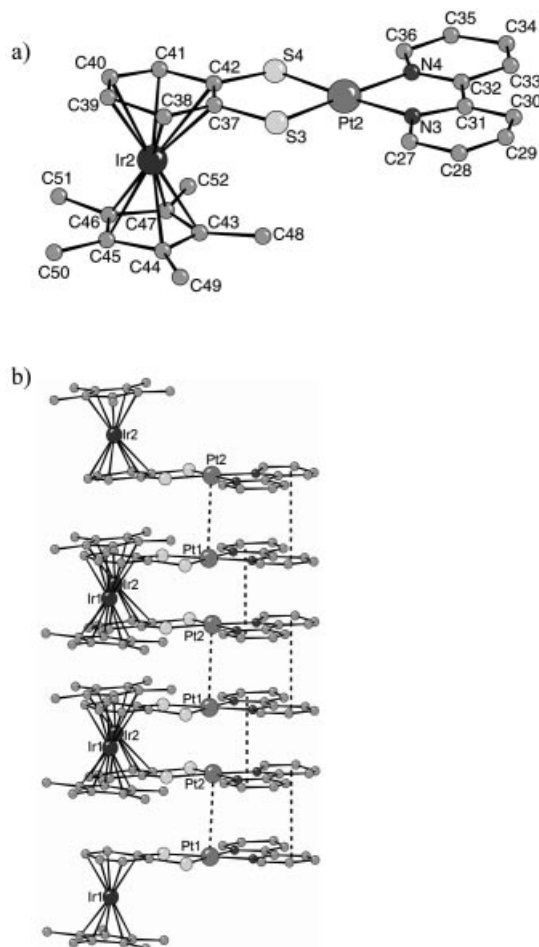 a)
C35
C36
C34
C41
S4
C40
C42
N4
C32
C33
C39
C38
C30
C37
N3
C31
Pt2
S3
C29
Ir2
C27
C28
C51
C52
C46
C47
C43
C48
C45
C44
C50
C49
b)
Ir2
Pt2
Pt1
Ir2
Ir1
Pt2
Pt1
Ir2
Ir1
Pt2
Pt1
Ir1